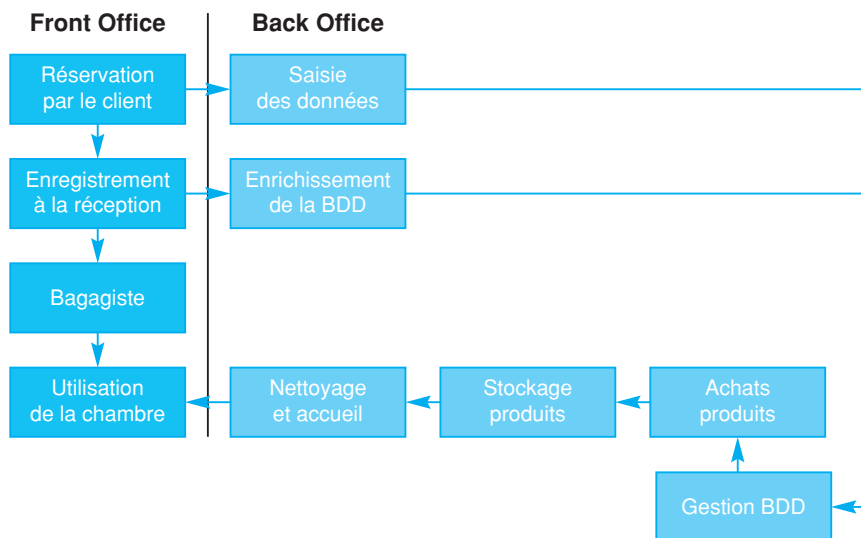 Front Office
Back Office
Réservation
par le client
Saisie
des données
Enregistrement
à la réception
Enrichissement
de la BDD
Bagagiste
Utilisation
de la chambre
Nettoyage
et accueil
Stockage
produits
Achats
produits
Gestion BDD